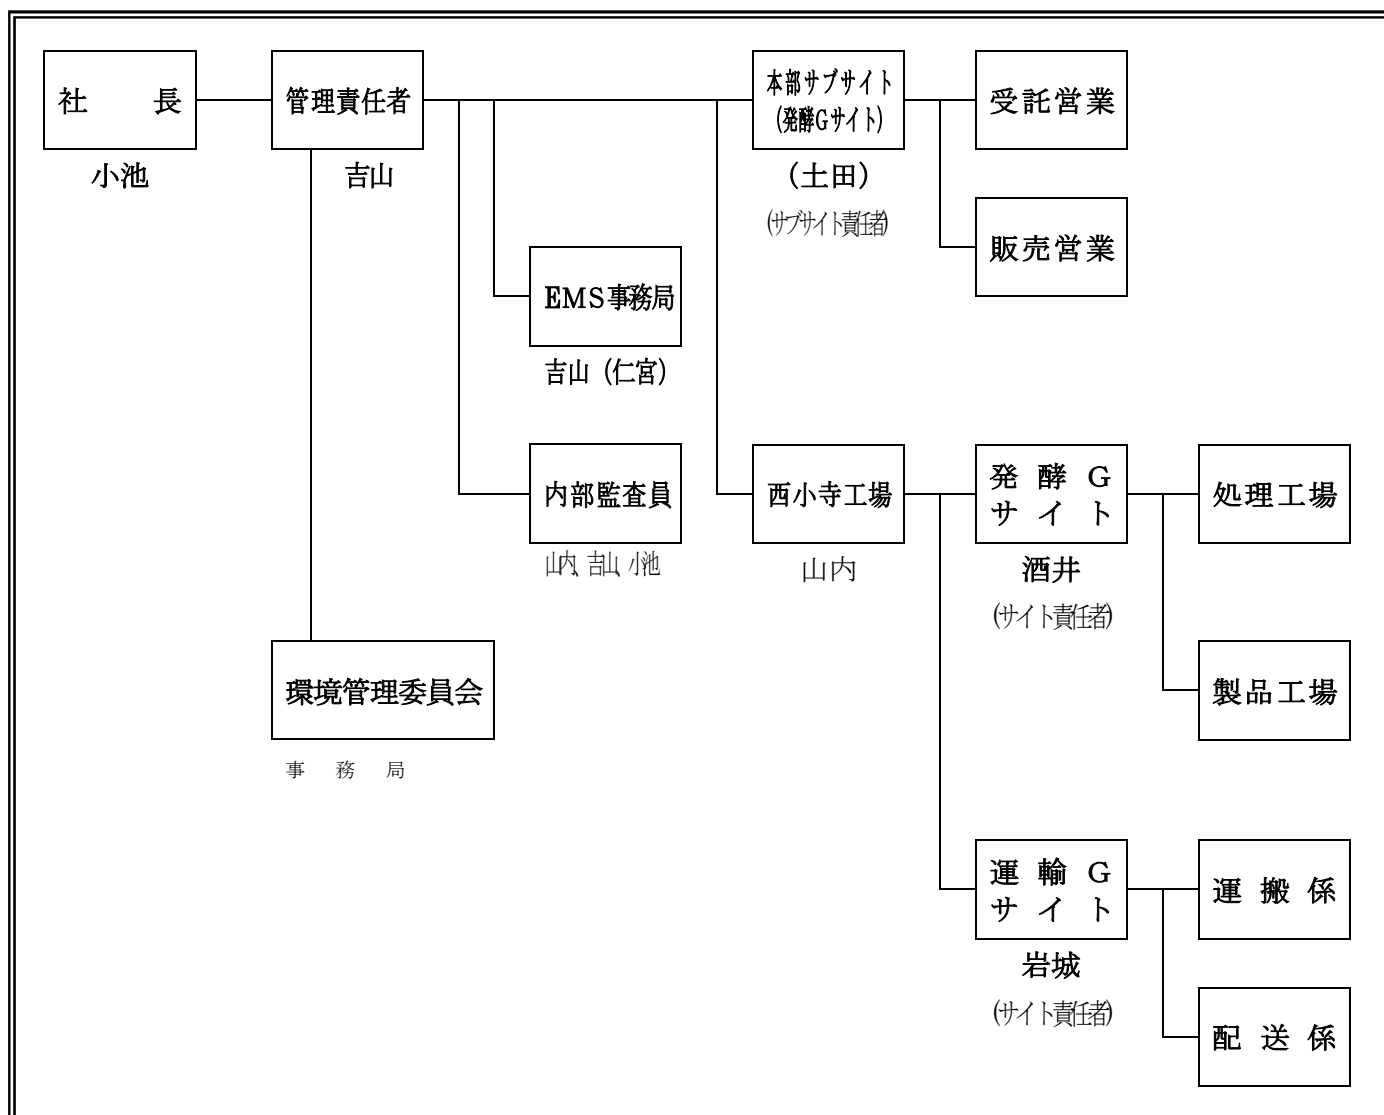 社　　長
小池
管理責任者
吉山
本部サブサイト
(発酵Gサイト)
(土田)
(サブサイト責任者)
受託営業
販売営業
EMS事務局
吉山 (仁宮)
内部監査員
山内、吉山、小池
西小寺工場
山内
発 酵 G
サ イ ト
酒井
(サイト責任者)
処理工場
製品工場
環境管理委員会
事 務 局
運 輸 G
サ イ ト
岩城
(サイト責任者)
運 搬 係
配 送 係